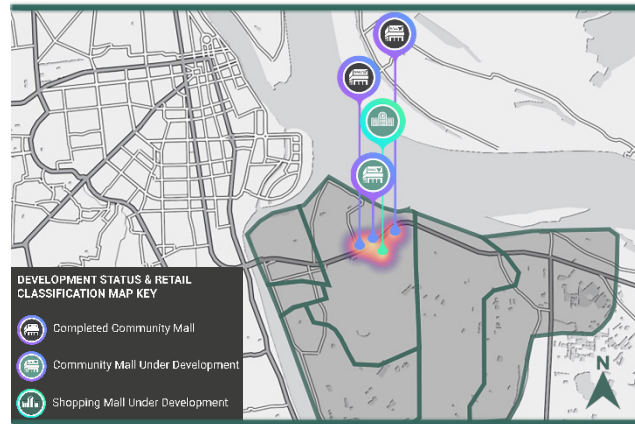 N
DEVELOPMENT STATUS & RETAIL
CLASSIFICATION MAP KEY
Completed Community Mall
Community Mall Under Development
Shopping Mall Under Development